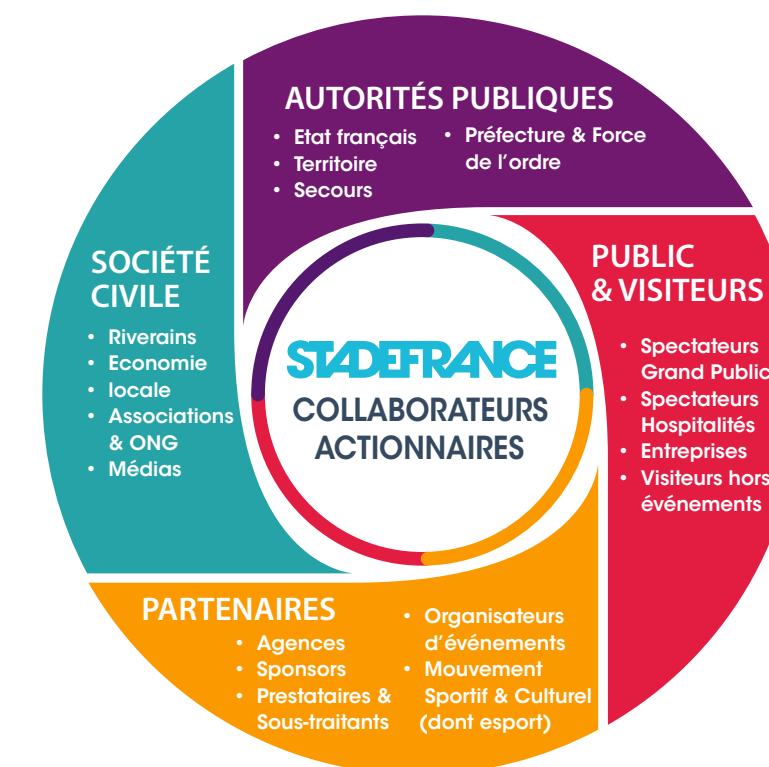 AUTORITÉS PUBLIQUES
• Etat français
• Territoire
• Secours
• Préfecture & Force
de l'ordre
SOCIÉTÉ
CIVILE
• Riverains
• Economie
• locale
• Associations
& ONG
• Médias
STADEFRANCE
COLLABORATEURS
ACTIONNAIRES
PUBLIC
& VISITEURS
• Spectateurs
Grand Public
• Spectateurs
Hospitalités
• Entreprises
• Visiteurs hors
événements
PARTENAIRES
• Agences
• Sponsors
• Prestataires &
Sous-traitants
• Organisateurs
d'événements
• Mouvement
Sportif & Culturel
(dont esport)